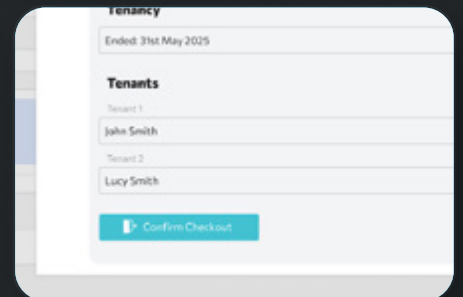 Tenancy
Ended: 31st May 2025
Tenants
Tenant 1
John Smith
Tenant 2
Lucy Smith
Confirm Checkout